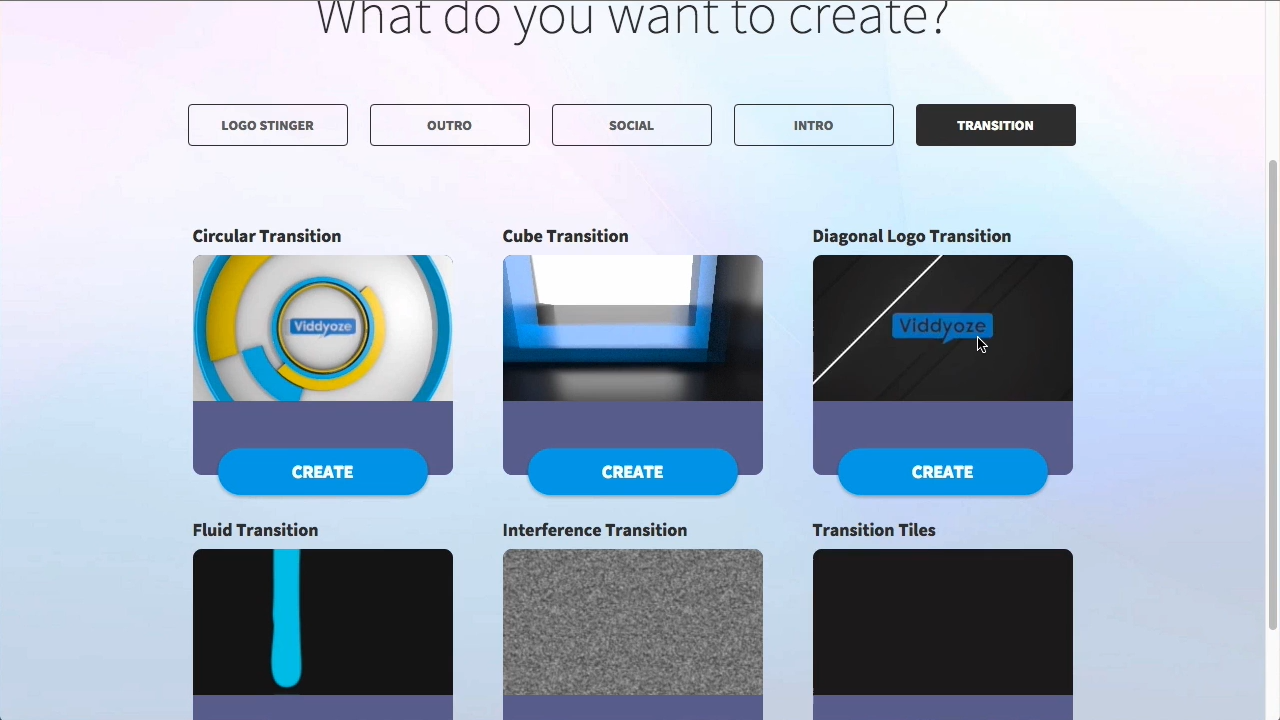 What do you want to create?
LOGO STINGER
OUTRO
SOCIAL
INTRO
TRANSITION
Circular Transition
Cube Transition
Diagonal Logo Transition
Viddyoze
Viddyoze
CREATE
CREATE
CREATE
Fluid Transition
Interference Transition
Transition Tiles